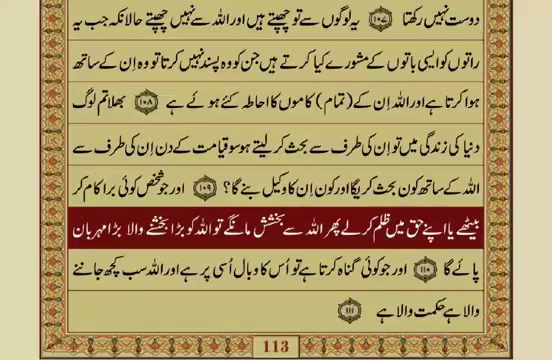 دوست نہیں رکھتا ﴿۱۰۷﴾ یہ لوگوں سے تو چھپتے ہیں اور اللہ سے نہیں چھپتے حالانکہ جب یہ
راتوں کو ایسی باتوں کے مشورے کیا کرتے ہیں جن کو وہ پسند نہیں کرتا تو وہ اِن کے ساتھ
ہوا کرتا ہے اور اللہ اِن کے (تمام) کاموں کا احاطہ کئے ہوئے ہے ﴿۱۰۸﴾ بھلا تم لوگ
دنیا کی زندگی میں تو اِن کی طرف سے بحث کر لیتے ہو سو قیامت کے دن اِن کی طرف سے
اللہ کے ساتھ کون بحث کریگا اور کون اِن کا وکیل بنے گا؟ ﴿۱۰۹﴾ اور جو شخص کوئی برا کام کر
بیٹھے یا اپنے حق میں ظلم کر لے پھر اللہ سے بخشش مانگے تو اللہ کو بڑا بخشنے والا بڑا مہربان
پائے گا ﴿۱۱۰﴾ اور جو کوئی گناہ کرتا ہے تو اُس کا وبال اُسی پر ہے اور اللہ سب کچھ جاننے
والا ہے حکمت والا ہے ﴿۱۱۱﴾
113